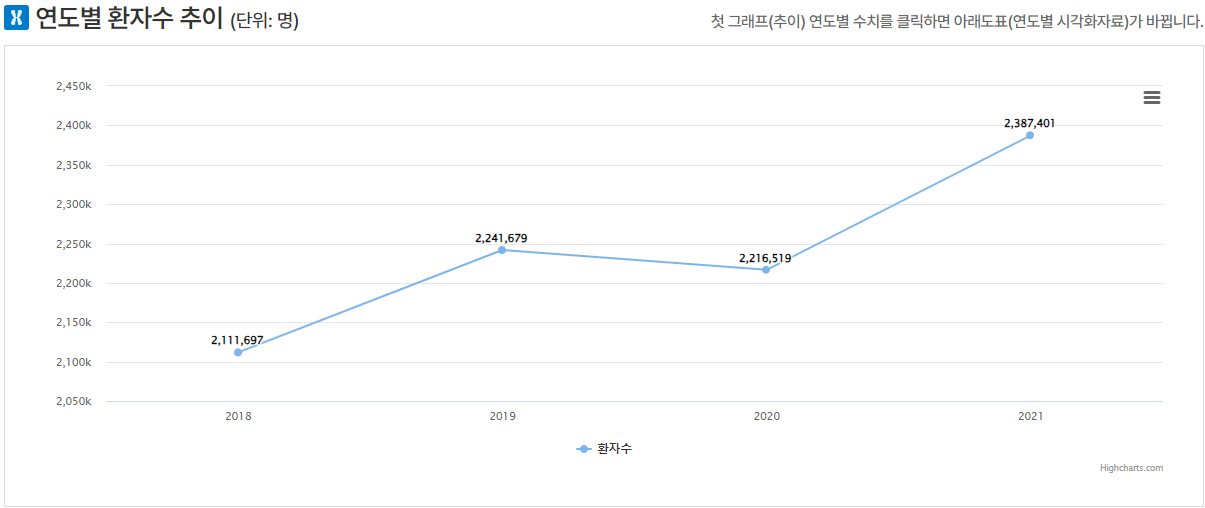 연도별 환자수 추이 (단위: 명)
첫 그래프(추이) 연도별 수치를 클릭하면 아래도표(연도별 시각화자료)가 바뀝니다.
2,450k
2,400k
2,350k
2,300k
2,250k
2,200k
2,150k
2,100k
2,050k
2,111,697
2,241,679
2,216,519
2,387,401
2018
2019
2020
2021
환자수
Highcharts.com